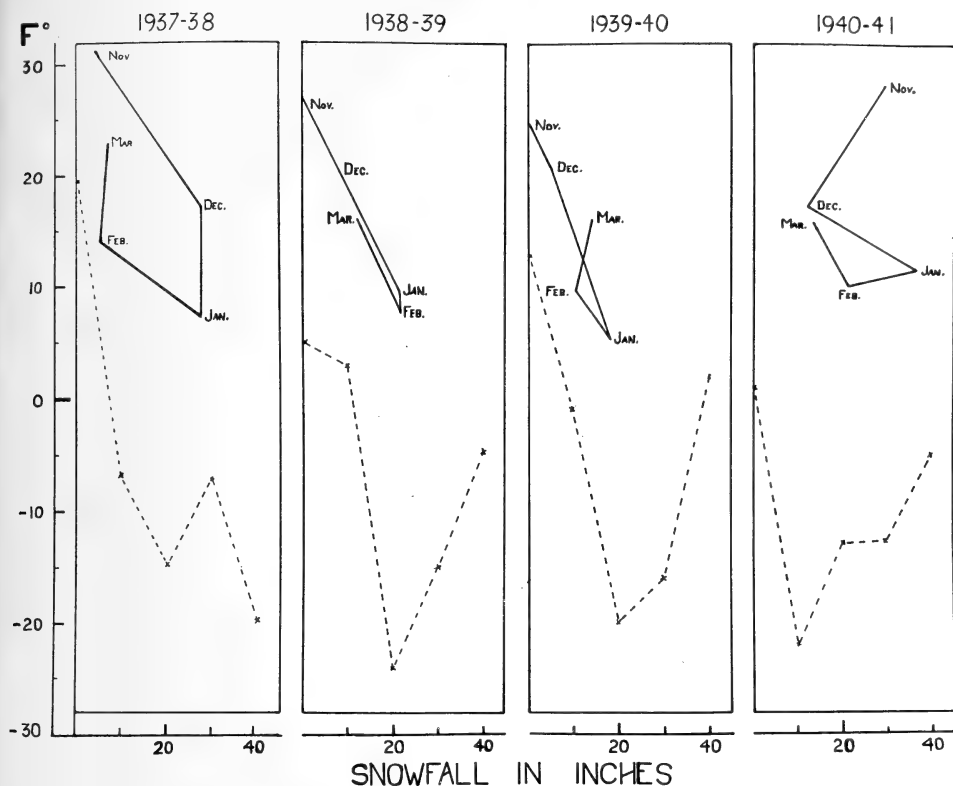 F°
1937-38 1938-39 1939-40 1940-41
30
20
10
0
-10
-20
-30
Nov
Mar
Dec.
Feb.
Jan.
Nov.
Dec.
Mar.
Jan.
Feb.
Nov.
Dec.
Mar.
Feb.
Jan.
Nov.
Dec.
Mar.
Jan.
Feb.
20 40 20 40 20 40 20 40
SNOWFALL IN INCHES